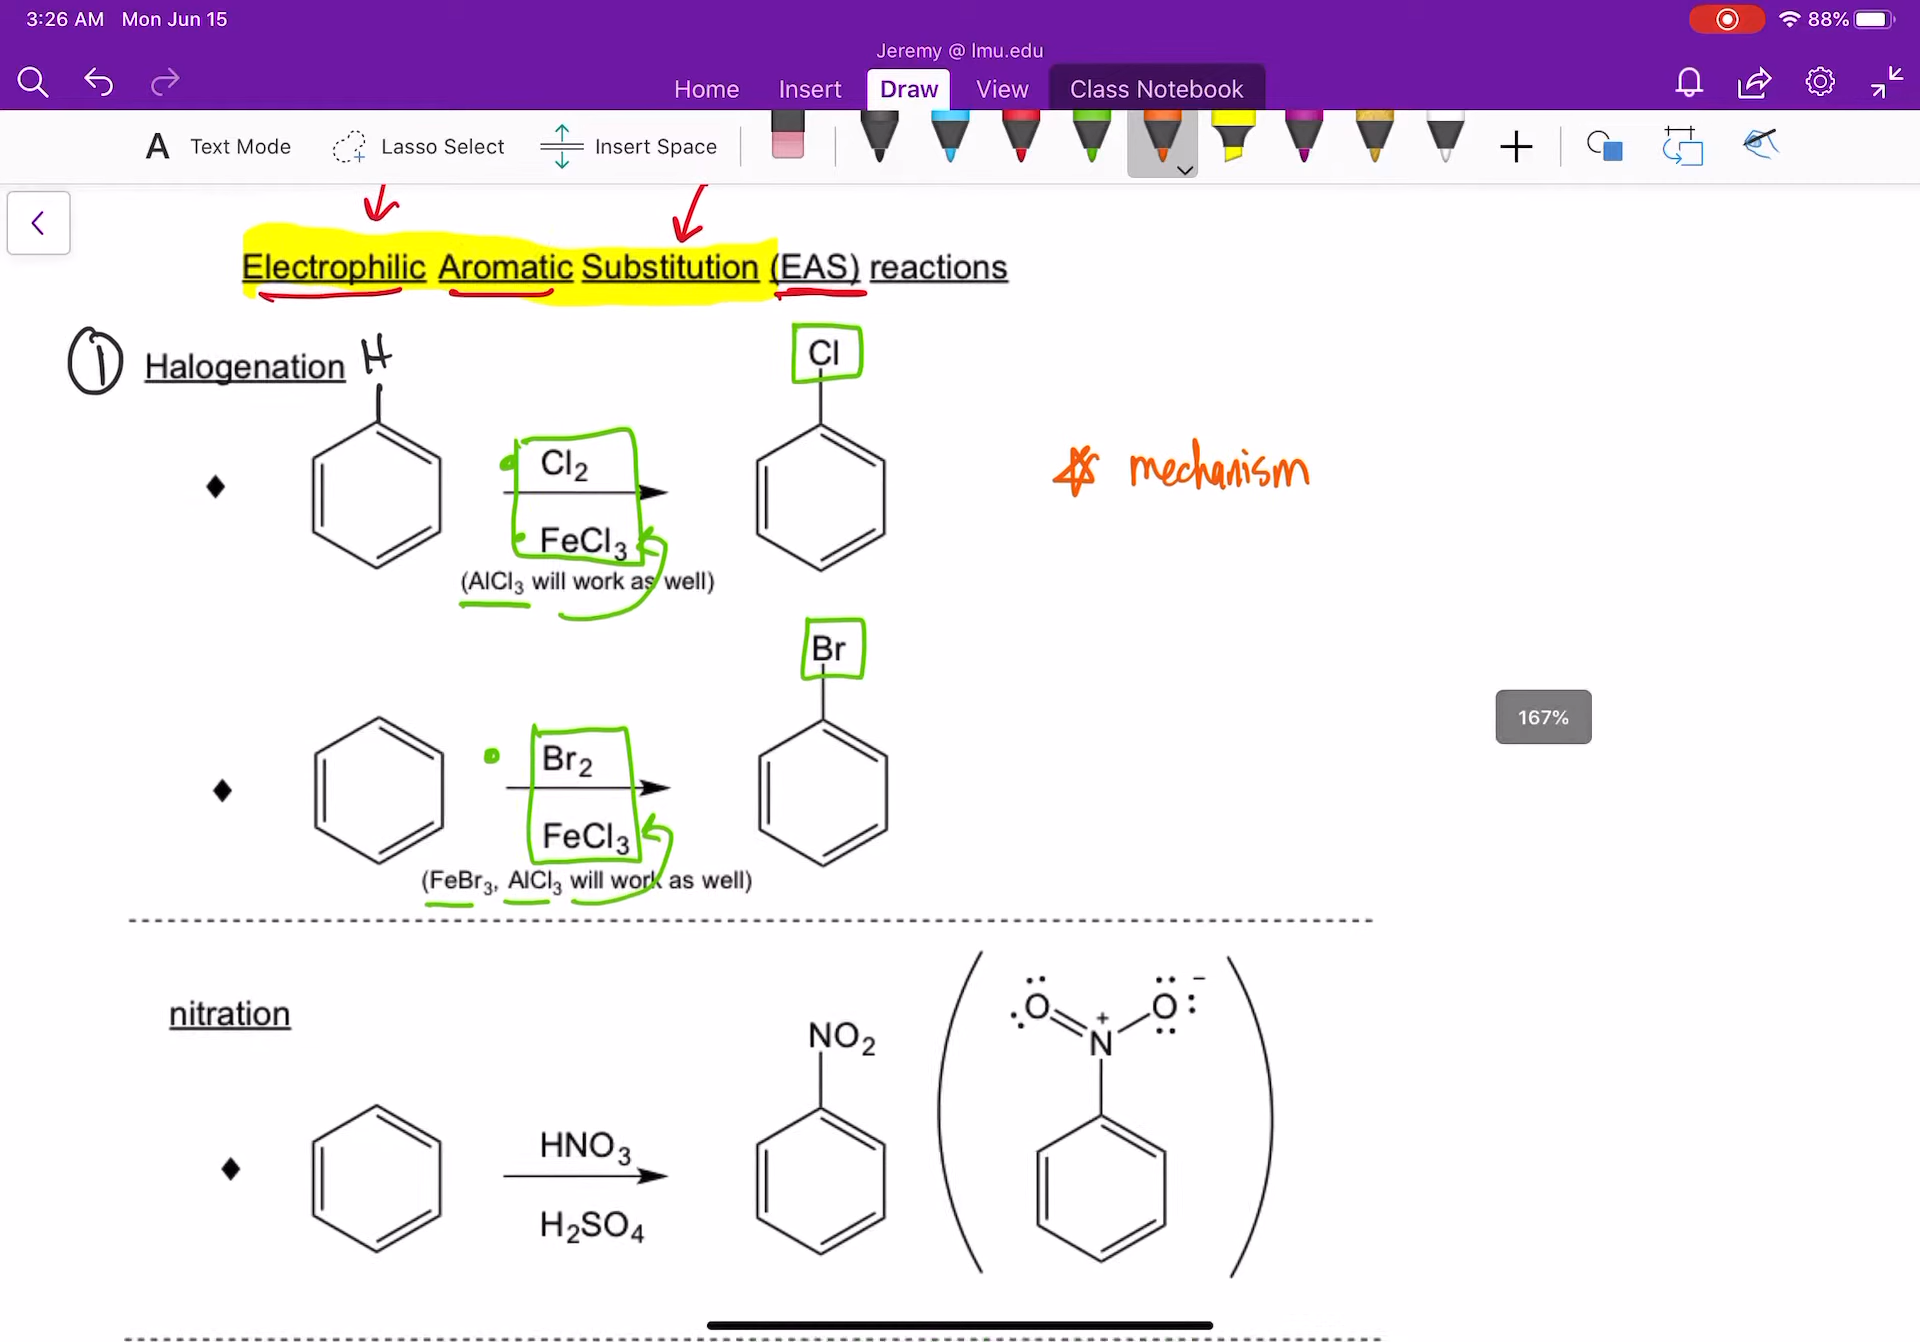 3:26 AM Mon Jun 15
88%
Jeremy @ lmu.edu
Home Insert Draw View Class Notebook
A Text Mode Lasso Select Insert Space
Electrophilic Aromatic Substitution (EAS) reactions
① Halogenation H
Cl
Cl₂
FeCl₃
(AlCl₃ will work as well)
mechanism
Br
Br₂
FeCl₃
(FeBr₃, AlCl₃ will work as well)
167%
nitration
HNO₃
H₂SO₄
NO₂
O N + O −